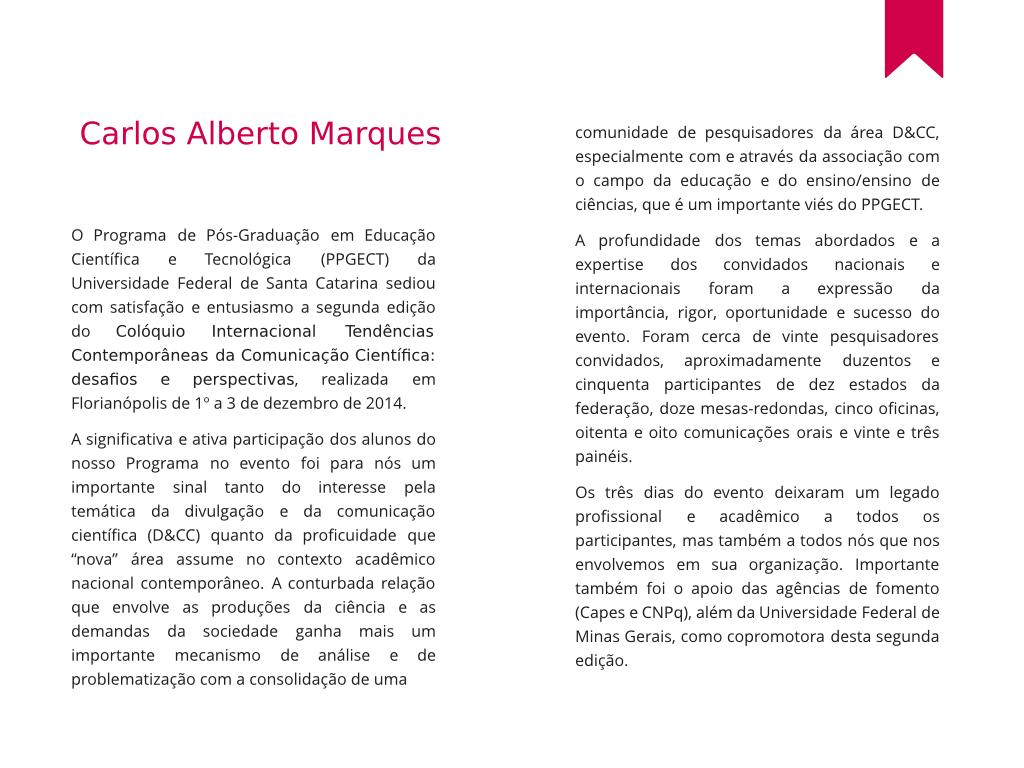 Carlos Alberto Marques
O Programa de Pós-Graduação em Educação
Científica e Tecnológica (PPGECT) da
Universidade Federal de Santa Catarina sediou
com satisfação e entusiasmo a segunda edição
do Colóquio Internacional Tendências
Contemporâneas da Comunicação Científica:
desafios e perspectivas, realizada em
Florianópolis de 1º a 3 de dezembro de 2014.
A significativa e ativa participação dos alunos do
nosso Programa no evento foi para nós um
importante sinal tanto do interesse pela
temática da divulgação e da comunicação
científica (D&CC) quanto da proficuidade que
“nova” área assume no contexto acadêmico
nacional contemporâneo. A conturbada relação
que envolve as produções da ciência e as
demandas da sociedade ganha mais um
importante mecanismo de análise e de
problematização com a consolidação de uma
comunidade de pesquisadores da área D&CC,
especialmente com e através da associação com
o campo da educação e do ensino/ensino de
ciências, que é um importante viés do PPGECT.
A profundidade dos temas abordados e a
expertise dos convidados nacionais e
internacionais foram a expressão da
importância, rigor, oportunidade e sucesso do
evento. Foram cerca de vinte pesquisadores
convidados, aproximadamente duzentos e
cinquenta participantes de dez estados da
federação, doze mesas-redondas, cinco oficinas,
oitenta e oito comunicações orais e vinte e três
painéis.
Os três dias do evento deixaram um legado
profissional e acadêmico a todos os
participantes, mas também a todos nós que nos
envolvemos em sua organização. Importante
também foi o apoio das agências de fomento
(Capes e CNPq), além da Universidade Federal de
Minas Gerais, como copromotora desta segunda
edição.